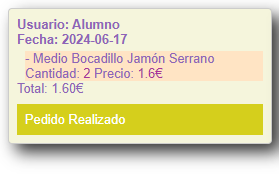 Usuario: Alumno
Fecha: 2024-06-17
- Medio Bocadillo Jamón Serrano
Cantidad: 2 Precio: 1.6€
Total: 1.60€
Pedido Realizado